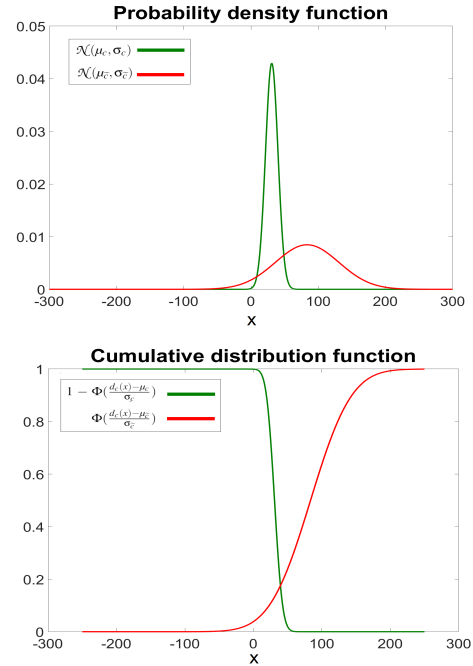 Probability density function
0.05
𝒩(μc, σc)
𝒩(μc̄, σc̄)
0.04
0.03
0.02
0.01
0
-300 -200 -100 0 100 200 300
x
Cumulative distribution function
1
1 − Φ((dc(x)−μc)/σc)
Φ((dc(x)−μc̄)/σc̄)
0.8
0.6
0.4
0.2
0
-300 -200 -100 0 100 200 300
x